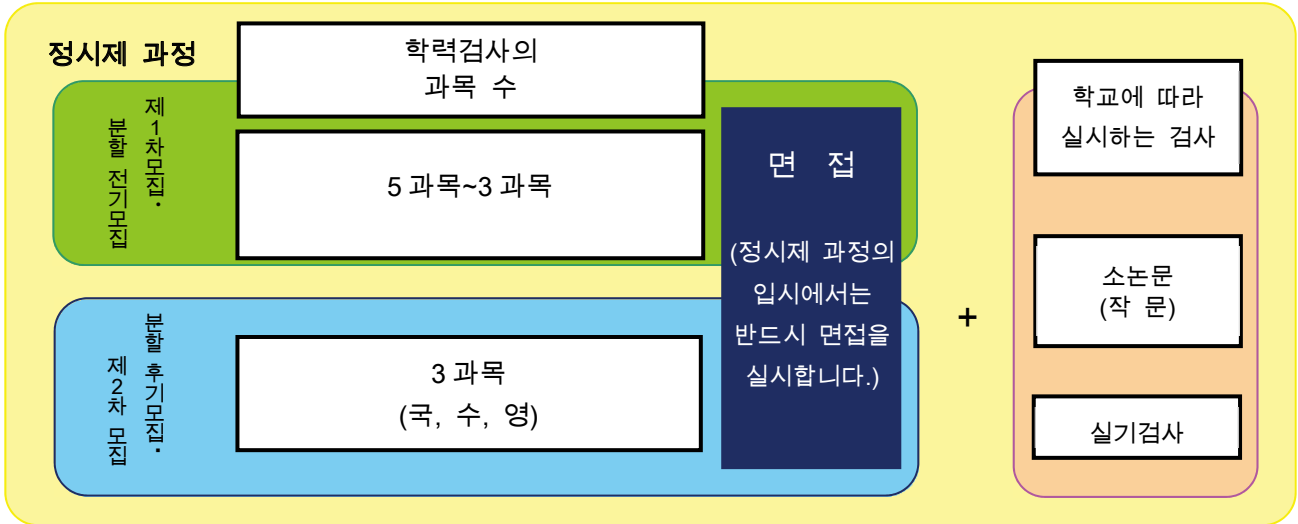 정시제 과정
학력검사의
과목 수
제1차모집·
분할 전기모집
5 과목~3 과목
분할 후기모집·
제2차 모집
3 과목
(국, 수, 영)
면 접
(정시제 과정의
입시에서는
반드시 면접을
실시합니다.)
+
학교에 따라
실시하는 검사
소논문
(작 문)
실기검사